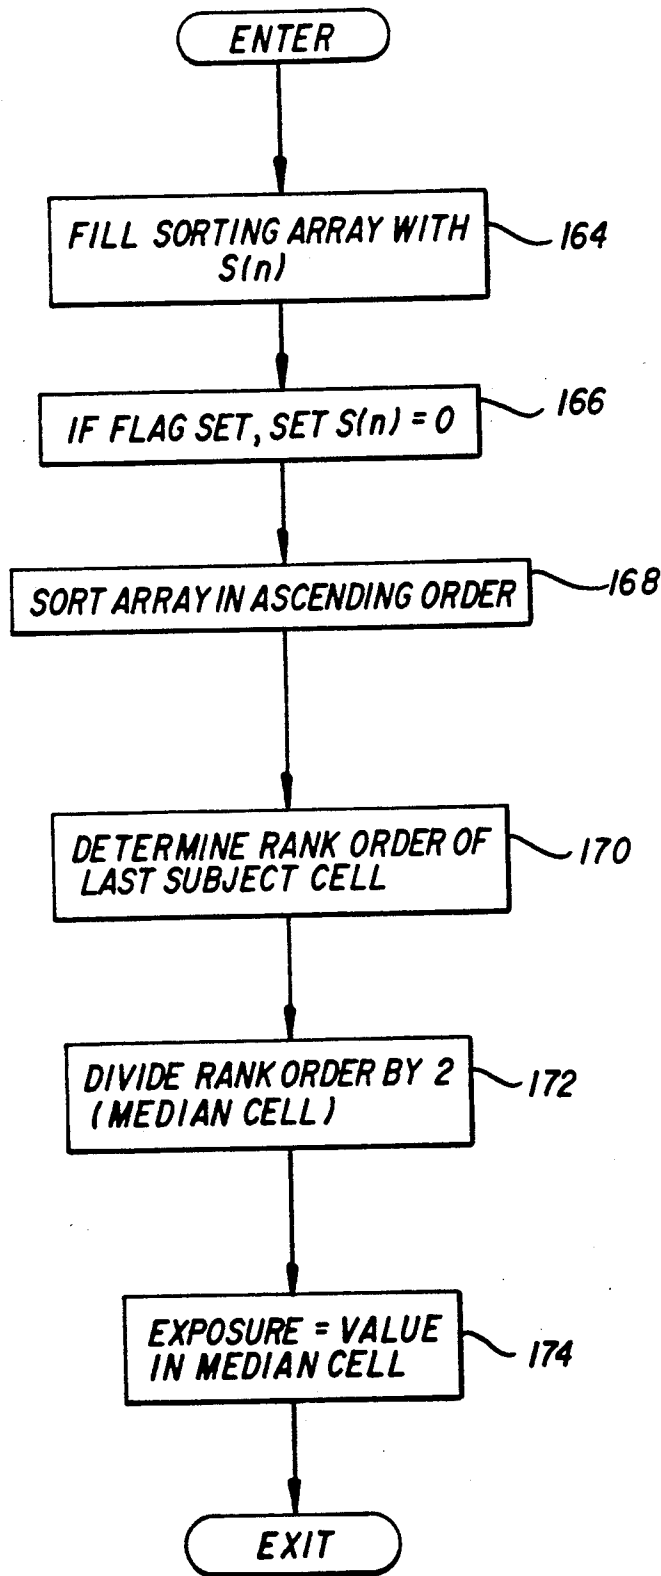 ENTER
FILL SORTING ARRAY WITH
S(n)
164
IF FLAG SET, SET S(n) = 0
166
SORT ARRAY IN ASCENDING ORDER
168
DETERMINE RANK ORDER OF
LAST SUBJECT CELL
170
DIVIDE RANK ORDER BY 2
(MEDIAN CELL)
172
EXPOSURE = VALUE
IN MEDIAN CELL
174
EXIT